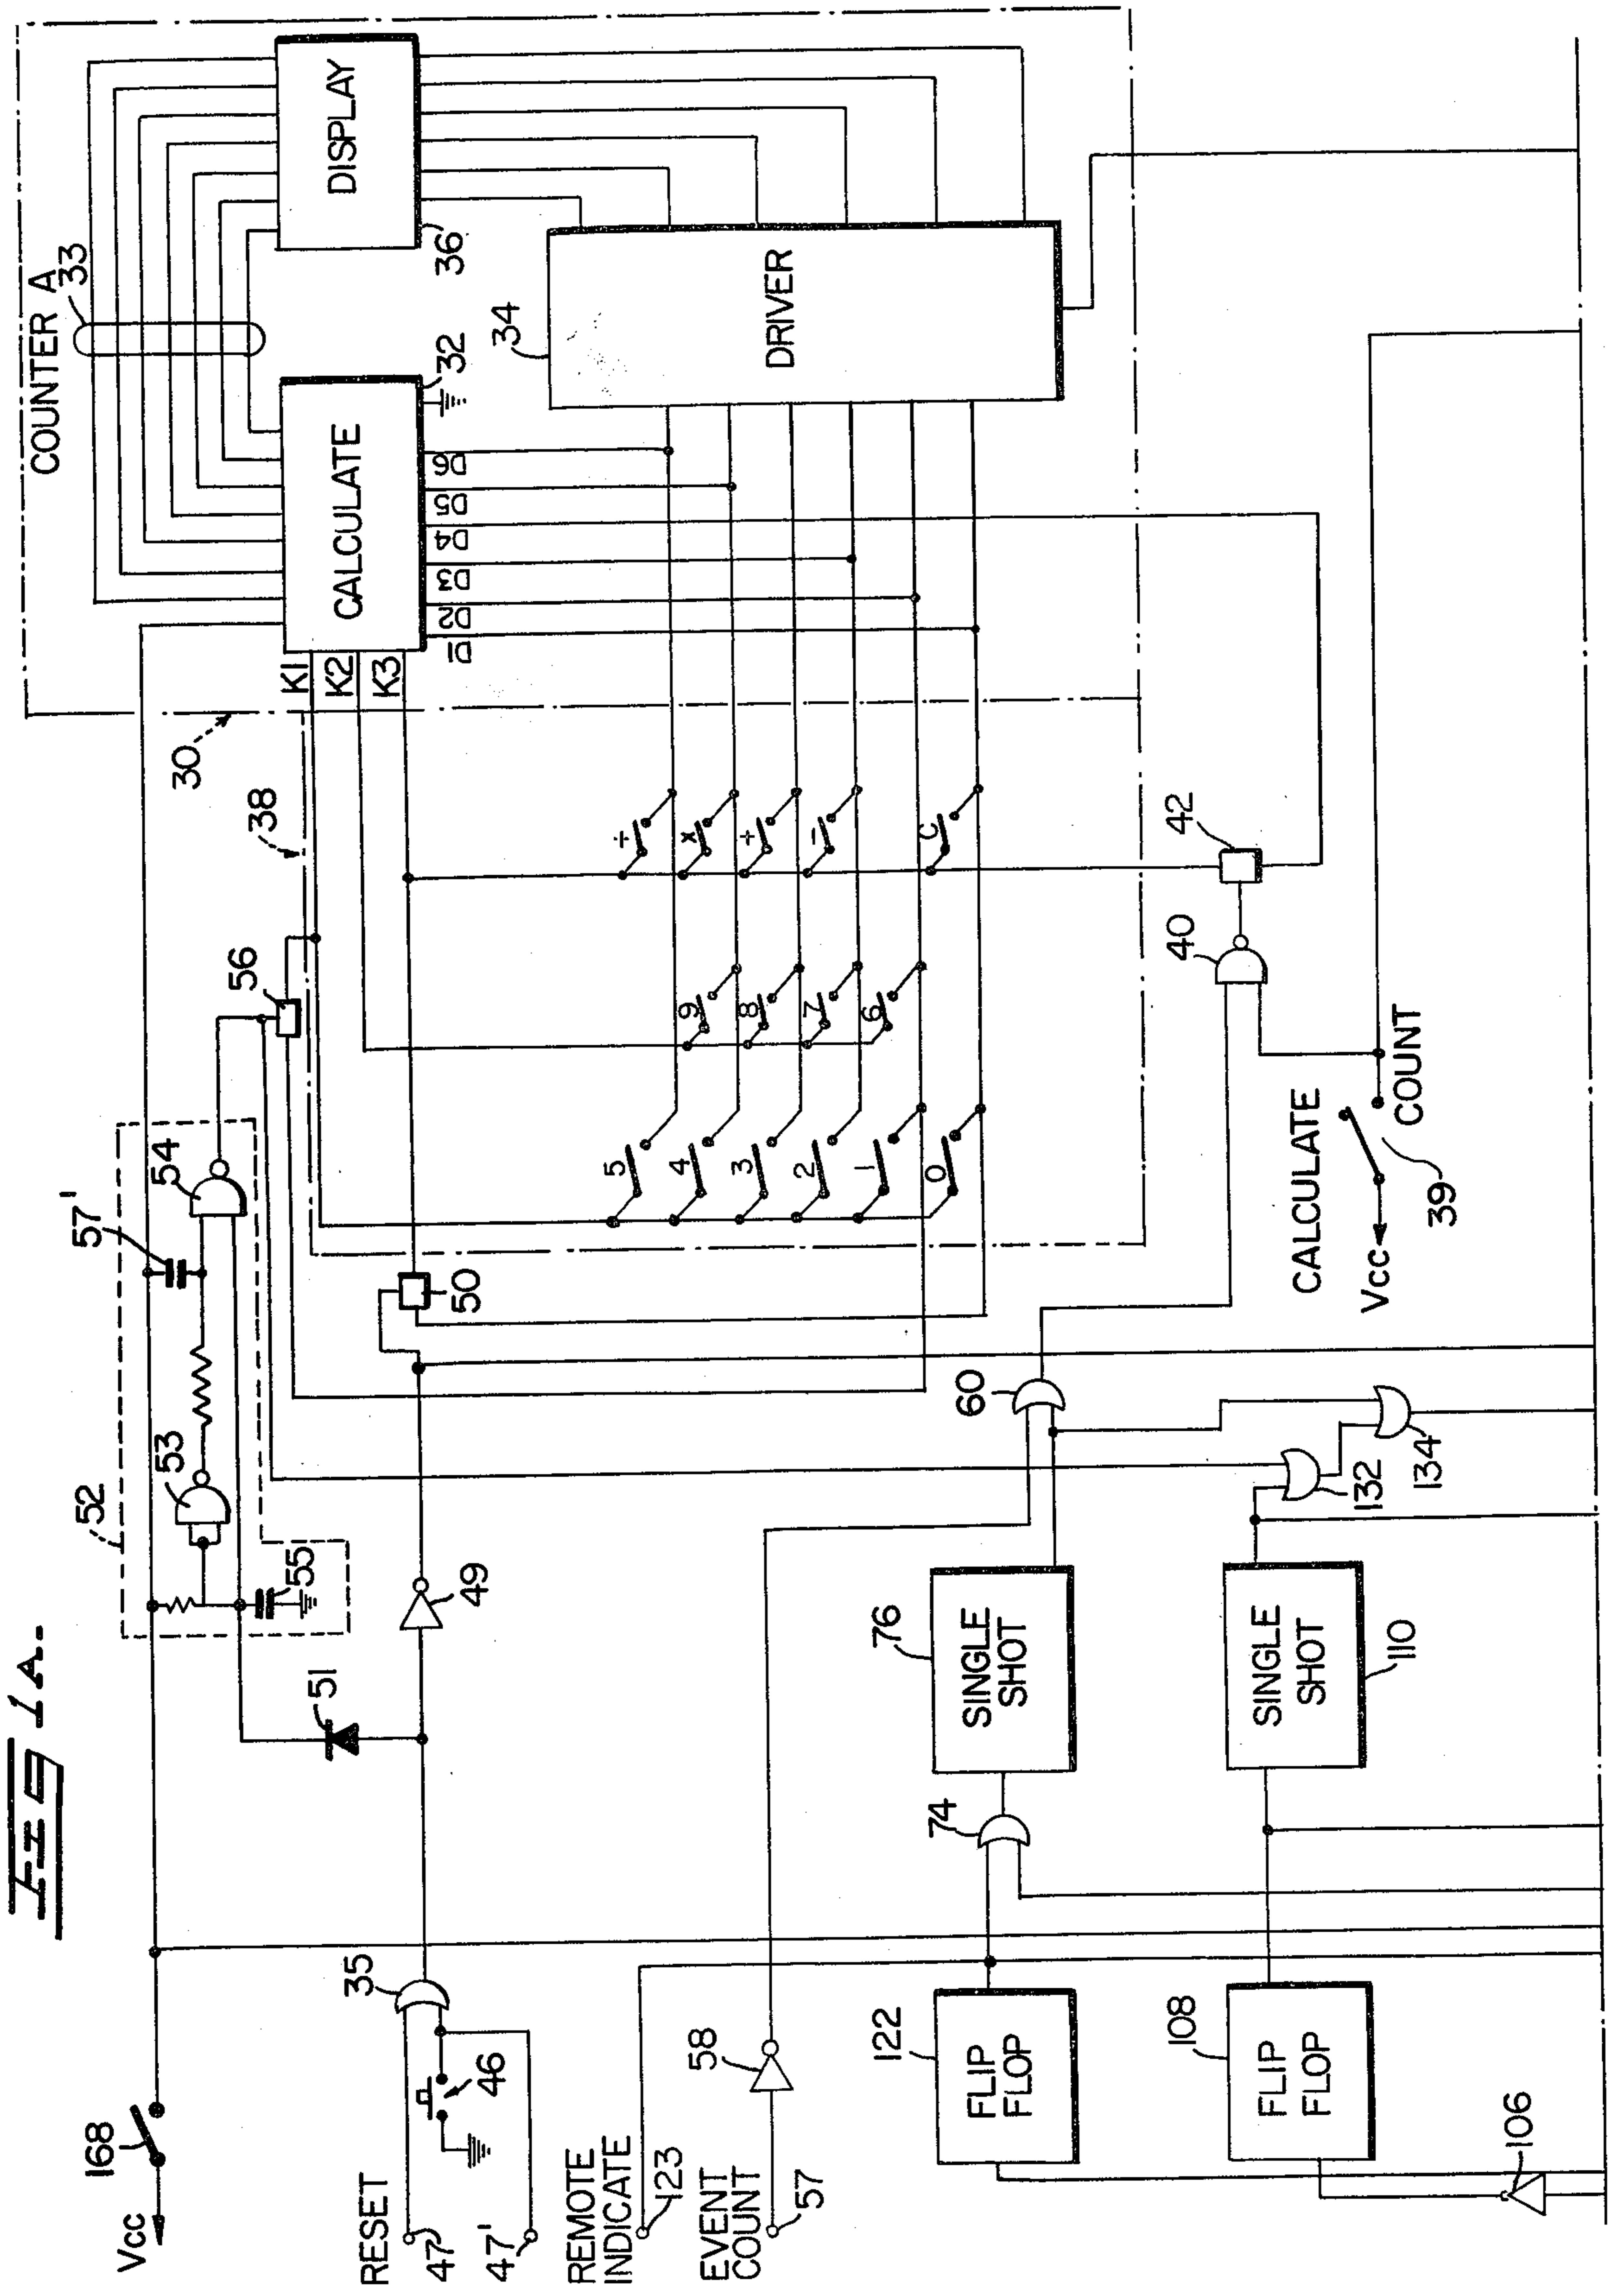 FIG 1A.
COUNTER A
33
DISPLAY
36
CALCULATE
32
34
DRIVER
K1
K2
K3
D1
D2
D3
D4
D5
D6
30
38
56
÷
x
+
−
C
9
8
7
6
5
4
3
2
1
0
42
40
CALCULATE
COUNT
Vcc
39
52
53
54
55
57'
50
49
51
60
132
134
76
SINGLE
SHOT
110
SINGLE
SHOT
74
35
168
Vcc
RESET
47
47'
46
REMOTE
INDICATE
123
EVENT
COUNT
57
58
122
FLIP
FLOP
108
FLIP
FLOP
106